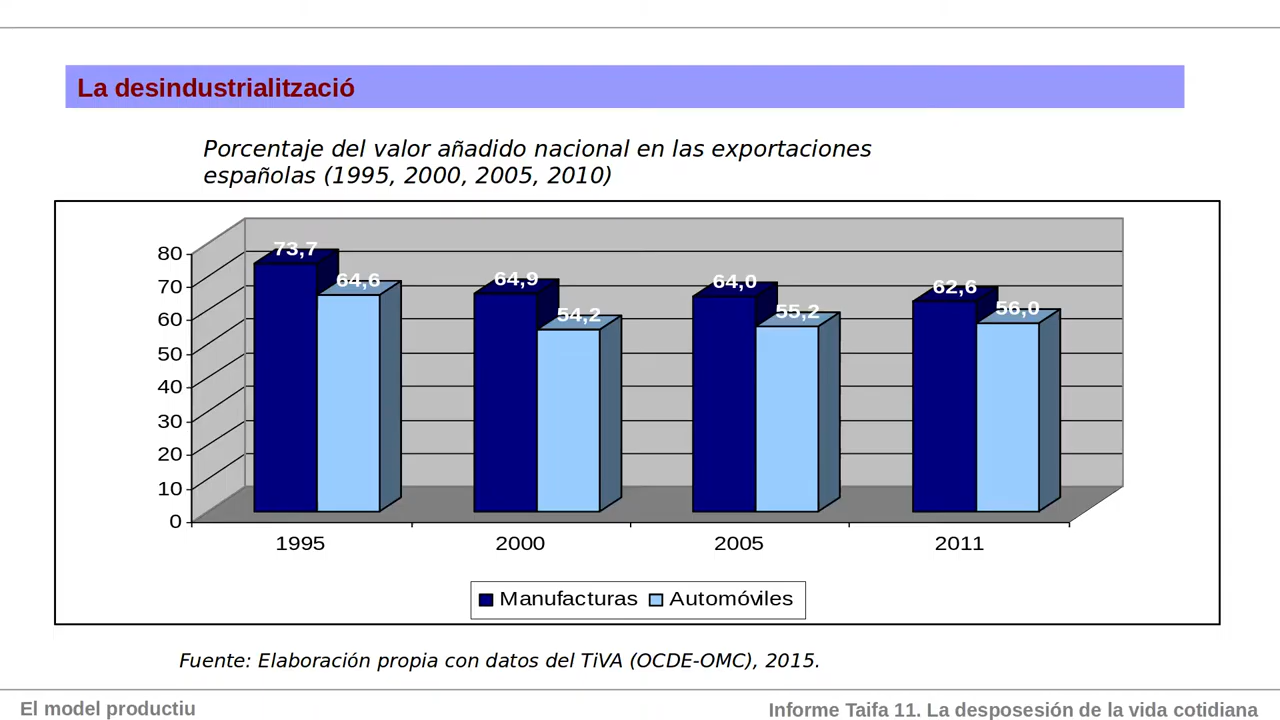 La desindustrialització
Porcentaje del valor añadido nacional en las exportaciones
españolas (1995, 2000, 2005, 2010)
80
70
60
50
40
30
20
10
0
73,7
64,6
64,9
54,2
64,0
55,2
62,6
56,0
1995 2000 2005 2011
Manufacturas Automóviles
Fuente: Elaboración propia con datos del TiVA (OCDE-OMC), 2015.
El model productiu
Informe Taifa 11. La desposesión de la vida cotidiana